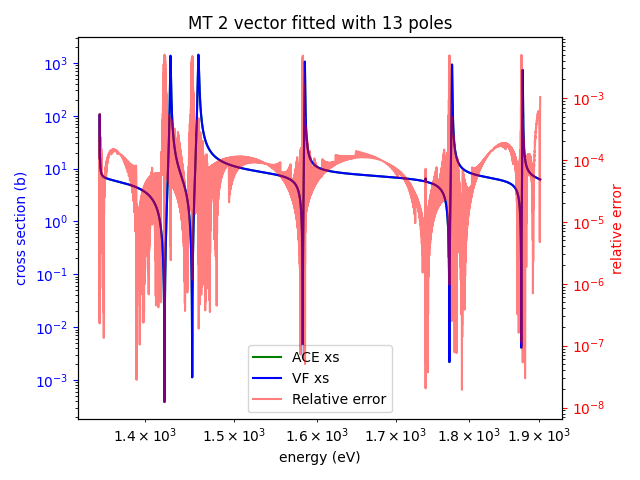 MT 2 vector fitted with 13 poles
cross section (b)
10³
10²
10¹
10⁰
10⁻¹
10⁻²
10⁻³
10⁻³
10⁻⁴
10⁻⁵
10⁻⁶
10⁻⁷
10⁻⁸
relative error
ACE xs
VF xs
Relative error
1.4 × 10³ 1.5 × 10³ 1.6 × 10³ 1.7 × 10³ 1.8 × 10³ 1.9 × 10³
energy (eV)